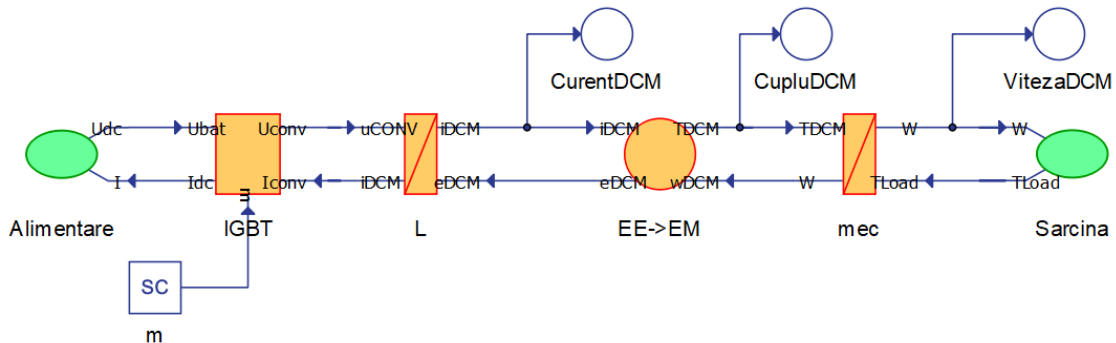 CurentDCM
CupluDCM
VitezaDCM
Udc
Ubat
Uconv
uCONV
iDCM
iDCM
TDCM
TDCM
W
W
I
Idc
m
Iconv
iDCM
eDCM
eDCM
wDCM
W
TLoad
TLoad
Alimentare
IGBT
L
EE->EM
mec
Sarcina
SC
m